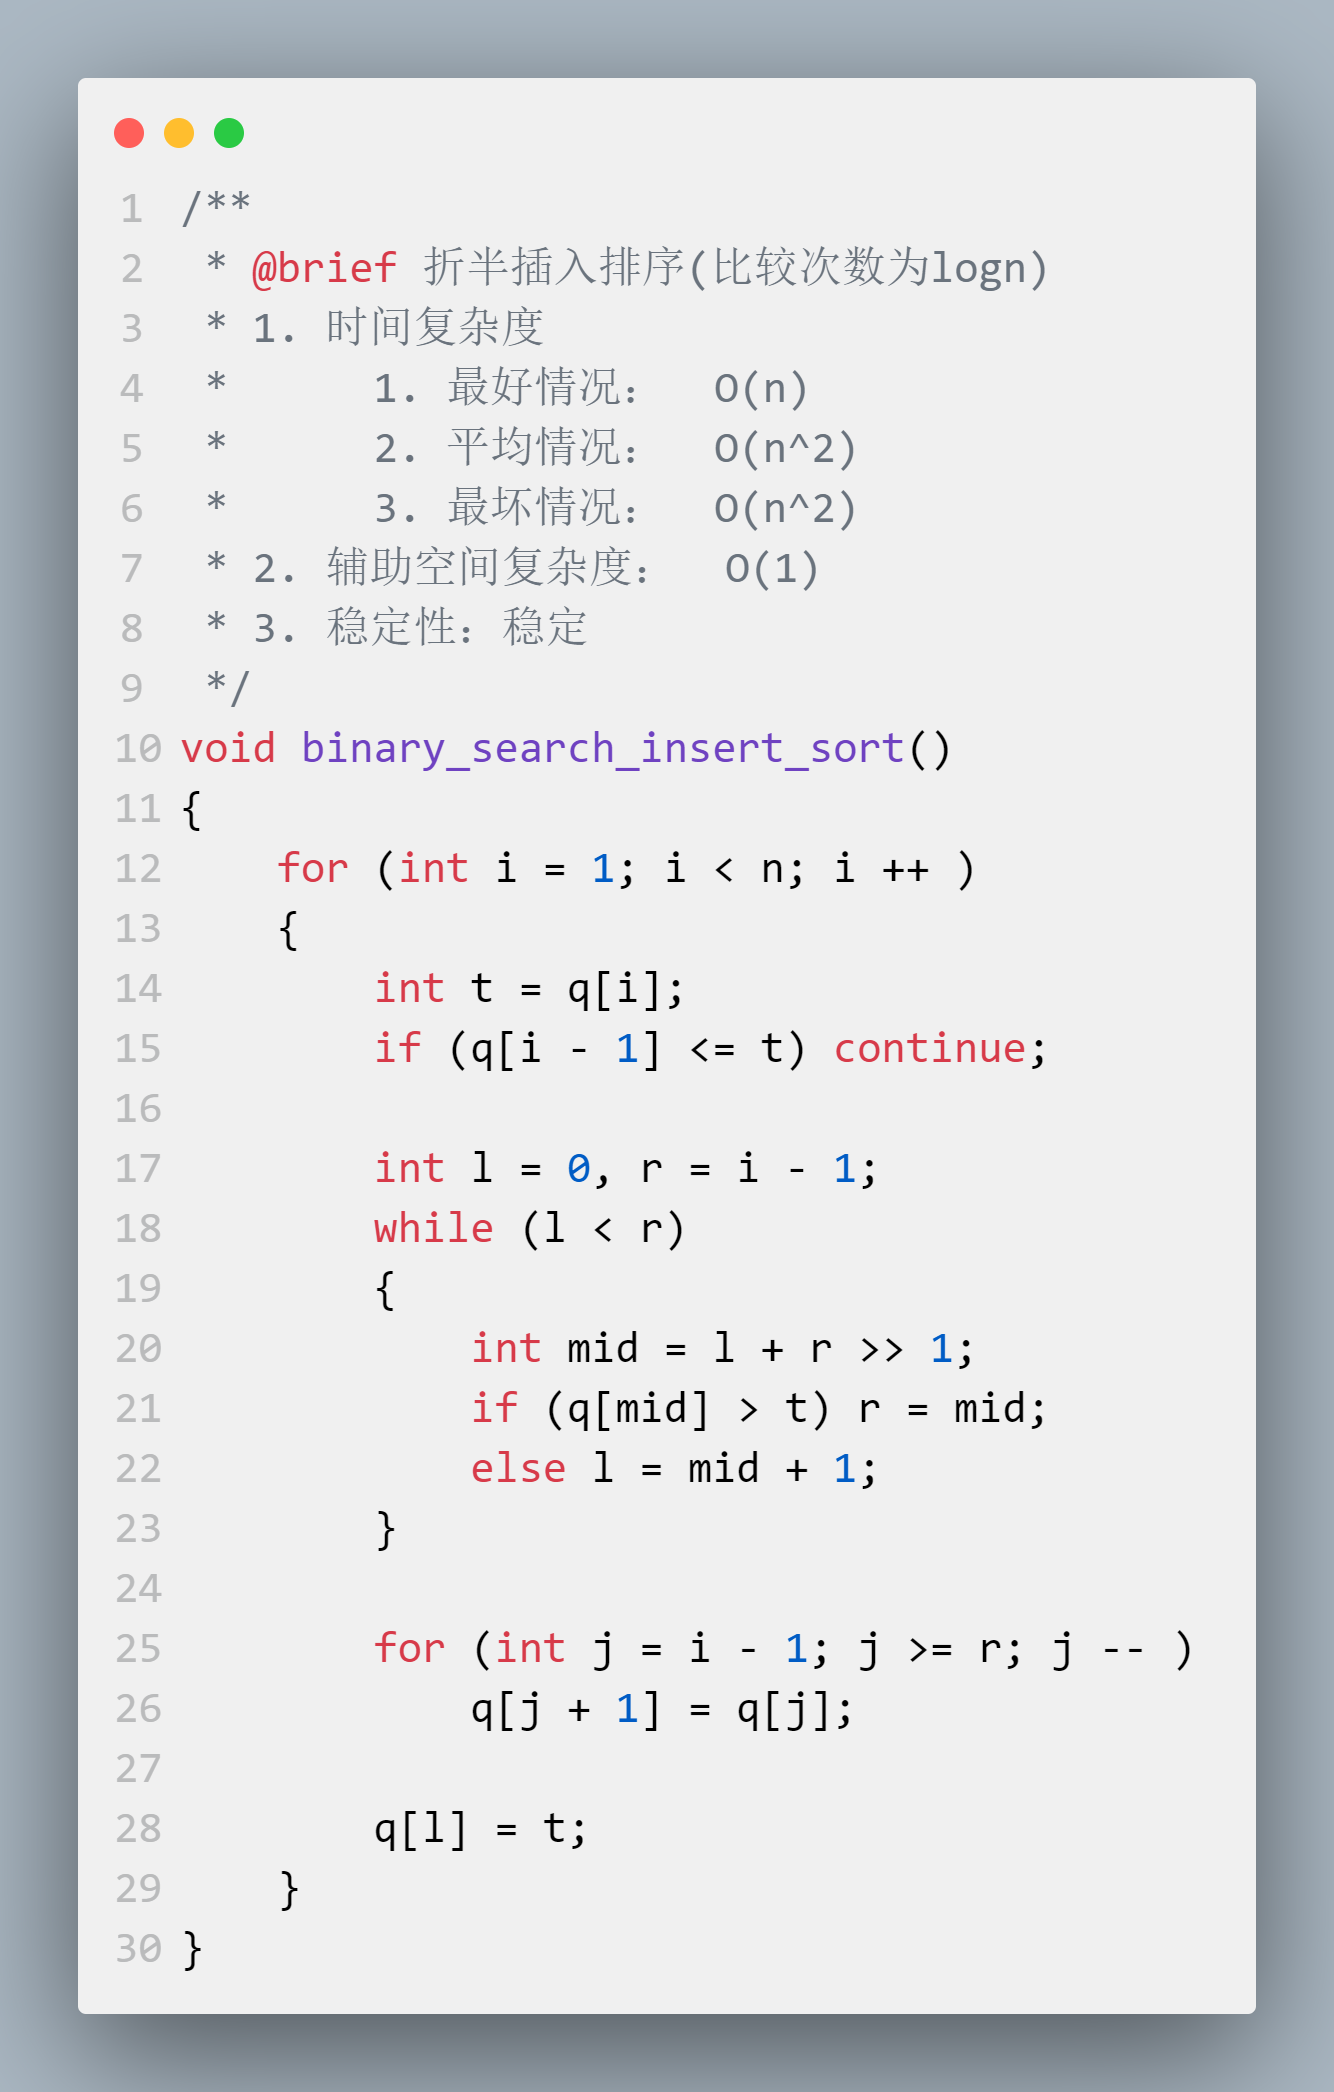 1 /**
2  * @brief 折半插入排序(比较次数为logn)
3  * 1. 时间复杂度
4  *      1. 最好情况：  O(n)
5  *      2. 平均情况：  O(n^2)
6  *      3. 最坏情况：  O(n^2)
7  * 2. 辅助空间复杂度：  O(1)
8  * 3. 稳定性：稳定
9  */
10 void binary_search_insert_sort()
11 {
12     for (int i = 1; i < n; i ++ )
13     {
14         int t = q[i];
15         if (q[i - 1] <= t) continue;
16
17         int l = 0, r = i - 1;
18         while (l < r)
19         {
20             int mid = l + r >> 1;
21             if (q[mid] > t) r = mid;
22             else l = mid + 1;
23         }
24
25         for (int j = i - 1; j >= r; j -- )
26             q[j + 1] = q[j];
27
28         q[l] = t;
29     }
30 }